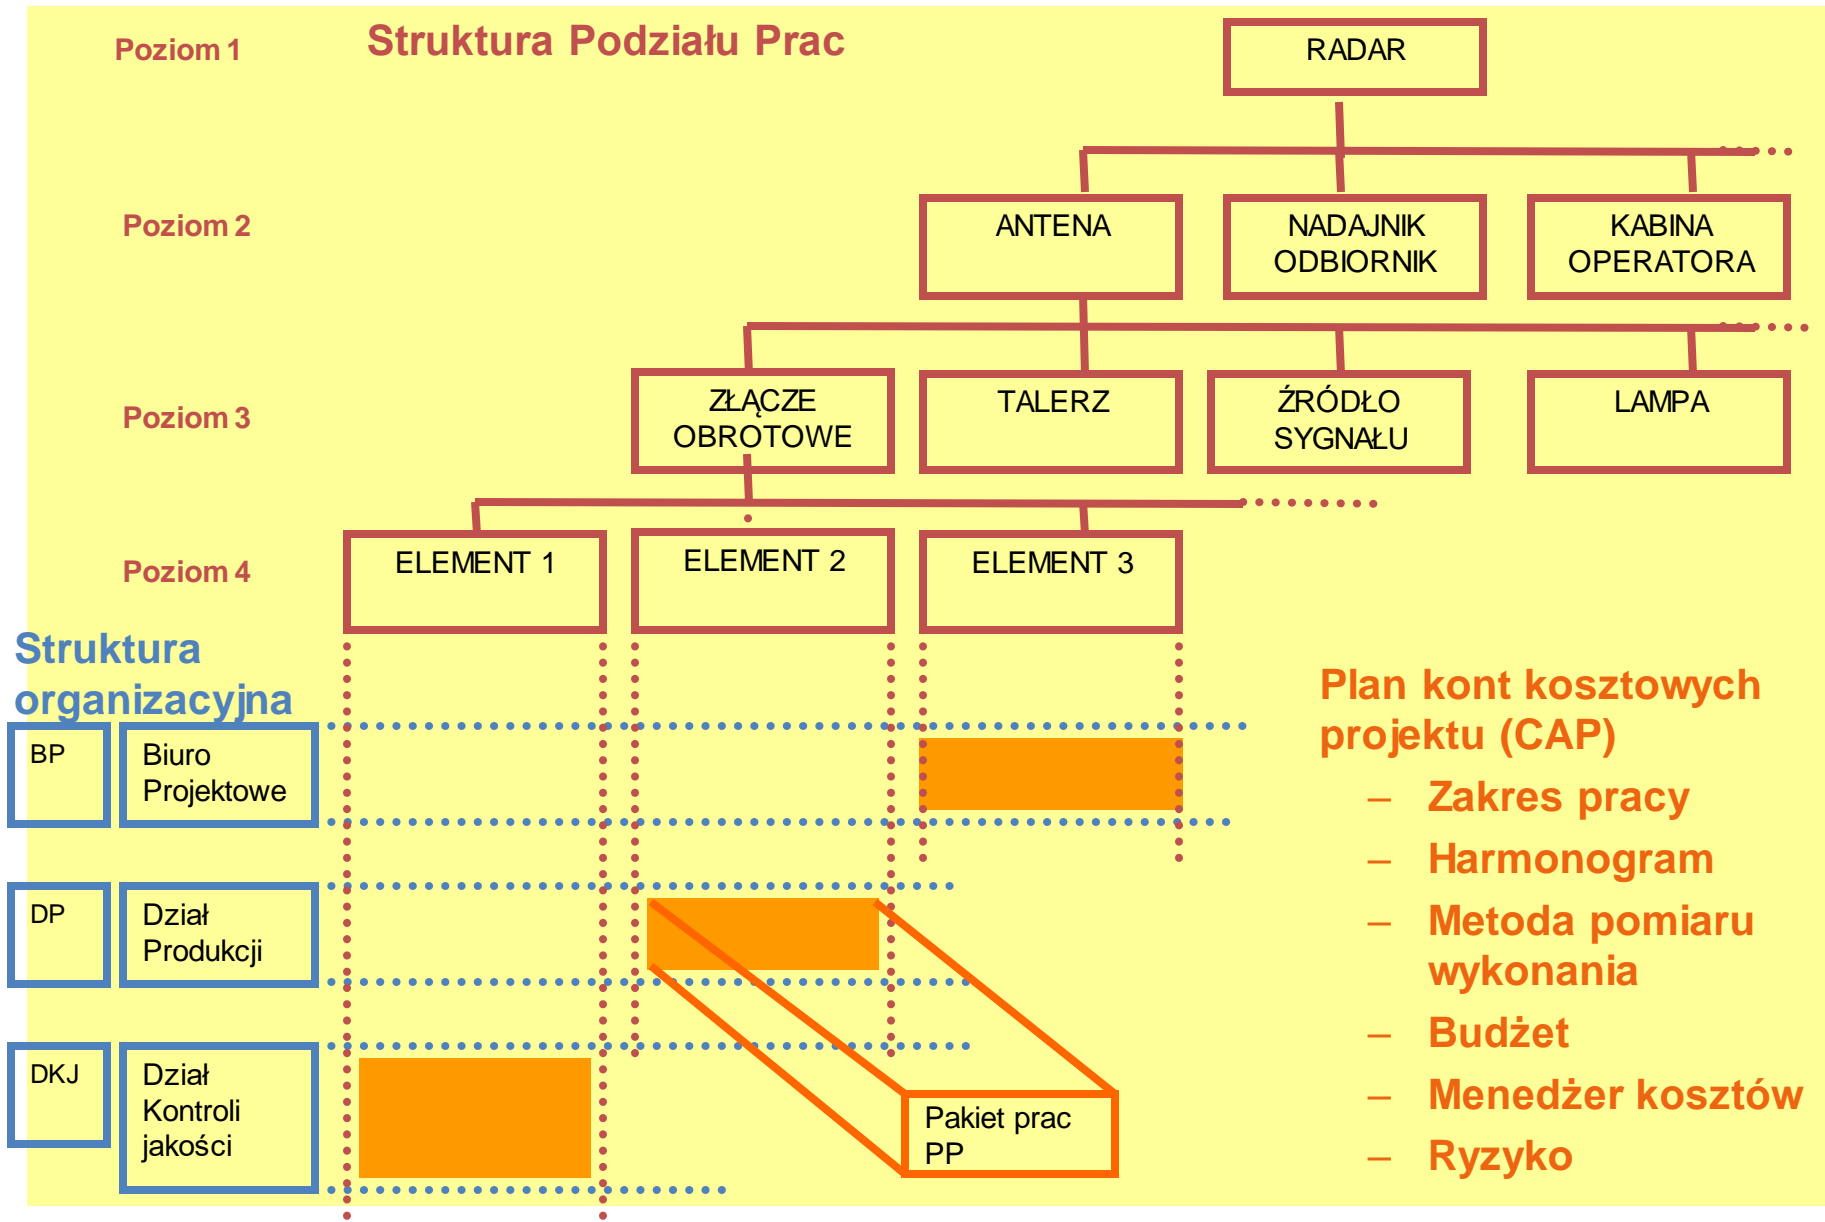 Poziom 1
Struktura Podziału Prac
RADAR
Poziom 2
ANTENA
NADAJNIK
ODBIORNIK
KABINA
OPERATORA
Poziom 3
ZŁĄCZE
OBROTOWE
TALERZ
ŹRÓDŁO
SYGNAŁU
LAMPA
Poziom 4
ELEMENT 1
ELEMENT 2
ELEMENT 3
Struktura
organizacyjna
BP
Biuro
Projektowe
DP
Dział
Produkcji
DKJ
Dział
Kontroli
jakości
Pakiet prac
PP
Plan kont kosztowych
projektu (CAP)
– Zakres pracy
– Harmonogram
– Metoda pomiaru
wykonania
– Budżet
– Menedżer kosztów
– Ryzyko